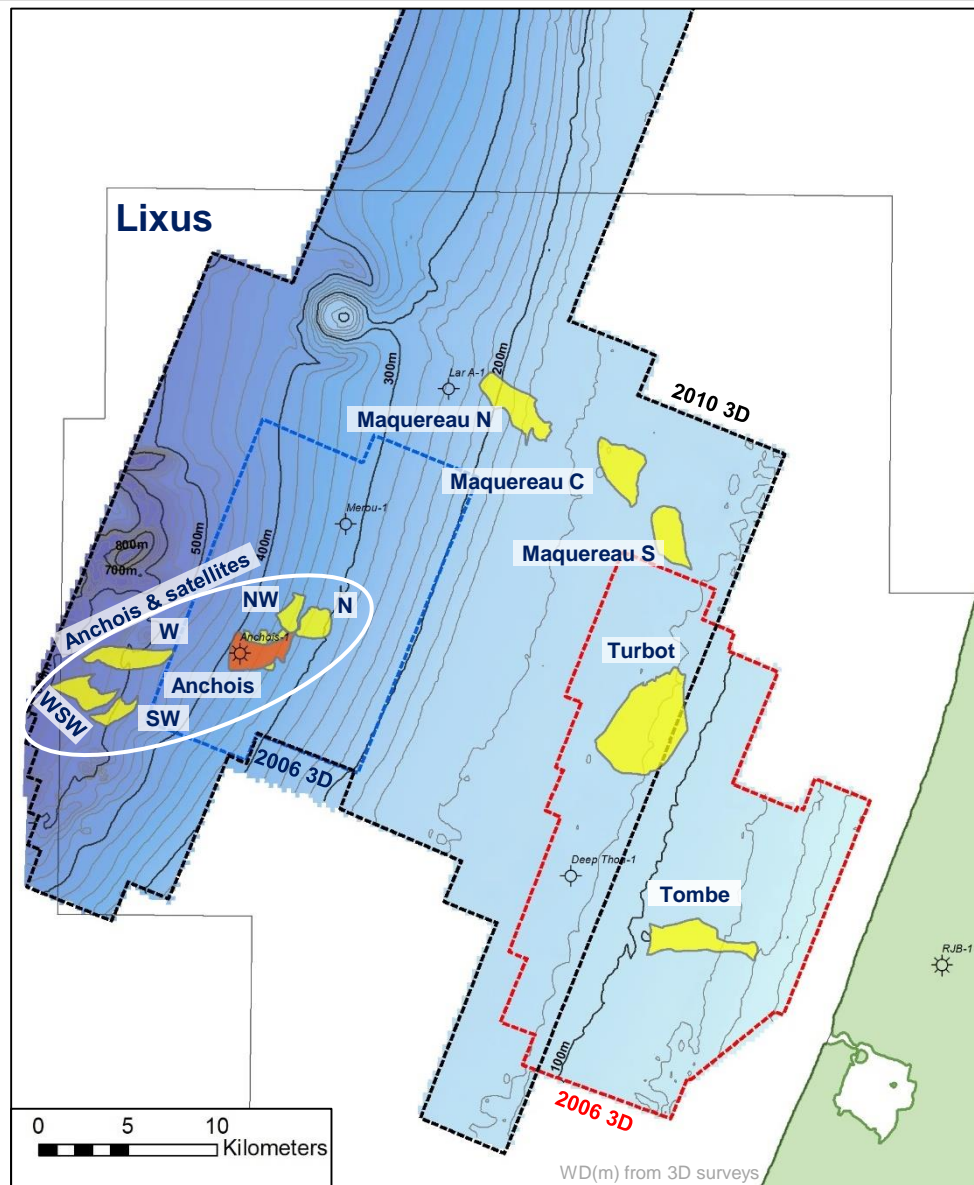 Lixus
300m
200m
Lar A-1
2010 3D
Maquereau N
Maquereau C
Merou-1
500m
400m
800m
700m
Maquereau S
Anchois & satellites
NW
N
W
Anchois-1
Turbot
Anchois
WSW
SW
2006 3D
Deep Thon-1
Tombe
RJB-1
100m
2006 3D
0 5 10
Kilometers
WD(m) from 3D surveys